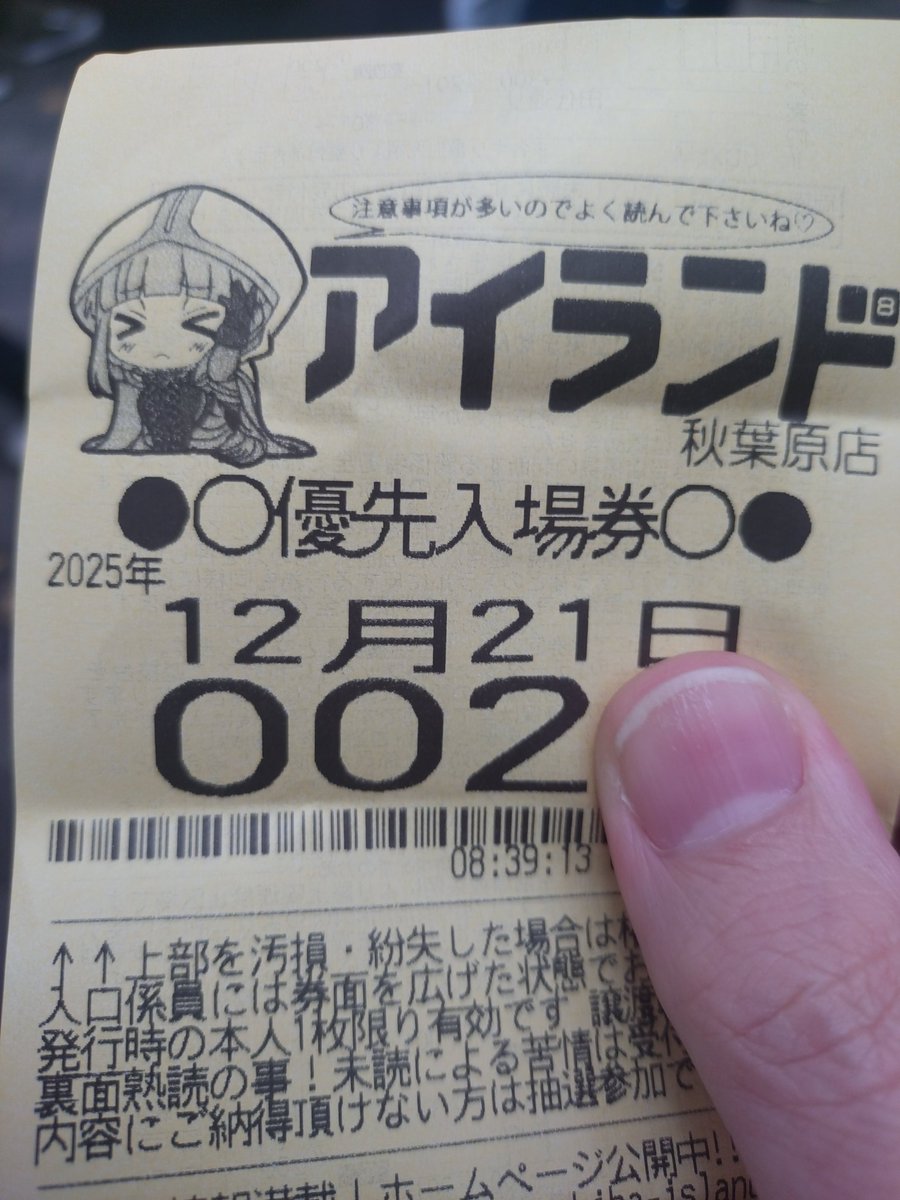 注意事項が多いのでよく読んで下さいね♡
アイランド
秋葉原店
●○優先入場券○●
2025年
12月21日
002
08:39:13
↑↑上部を汚損・紛失した場合は
入口係員には券面を広げた状態でお
発行時の本人1枚限り有効です 譲渡
裏面熟読の事!未読による苦情は受付
内容にご納得頂けない方は抽選参加で
満載!ホームページ公開中!!